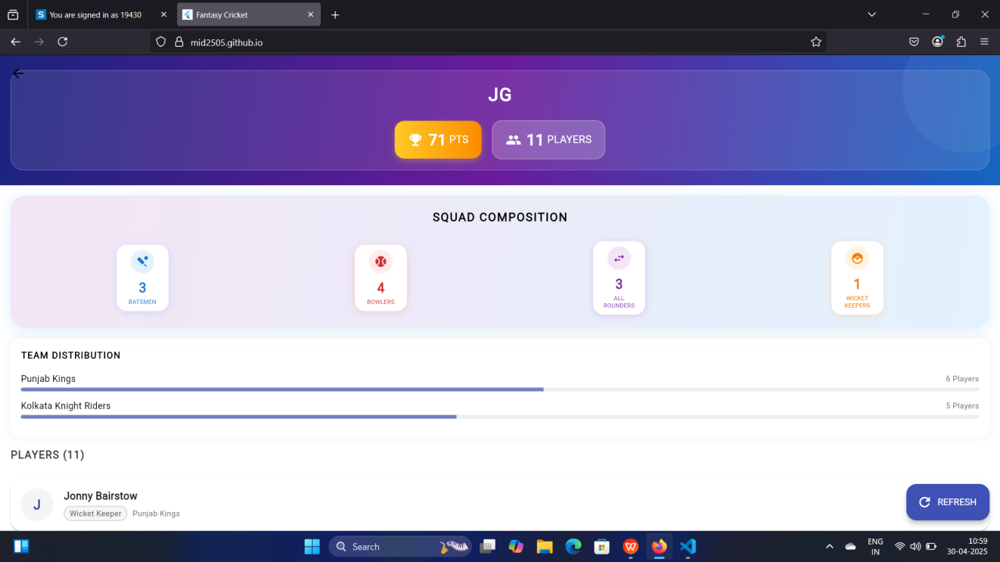 You are signed in as 19430
Fantasy Cricket
mid2505.github.io
JG
71 PTS
11 PLAYERS
SQUAD COMPOSITION
3
BATSMEN
4
BOWLERS
3
ALL
ROUNDERS
1
WICKET
KEEPERS
TEAM DISTRIBUTION
Punjab Kings
6 Players
Kolkata Knight Riders
5 Players
PLAYERS (11)
J
Jonny Bairstow
Wicket Keeper
Punjab Kings
REFRESH
Search
ENG
IN
10:59
30-04-2025